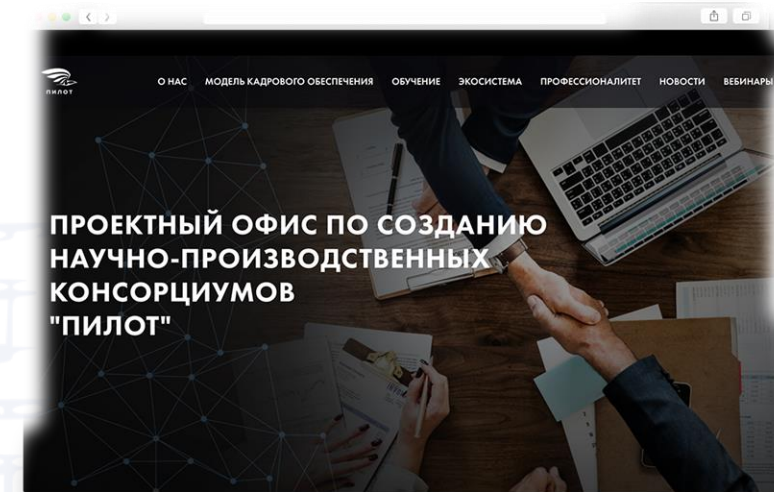 ПИЛОТ
О НАС МОДЕЛЬ КАДРОВОГО ОБЕСПЕЧЕНИЯ ОБУЧЕНИЕ ЭКОСИСТЕМА ПРОФЕССИОНАЛИТЕТ НОВОСТИ ВЕБИНАРЫ
ПРОЕКТНЫЙ ОФИС ПО СОЗДАНИЮ
НАУЧНО-ПРОИЗВОДСТВЕННЫХ
КОНСОРЦИУМОВ
"ПИЛОТ"